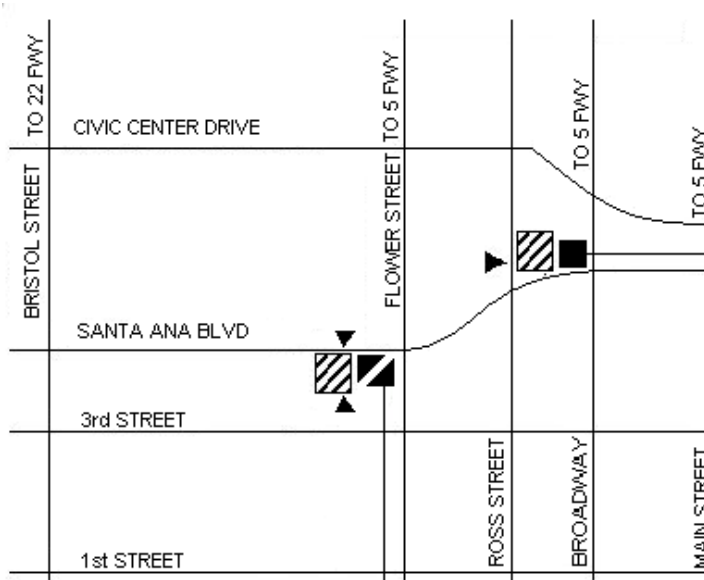 TO 22 FWY
TO 5 FWY
TO 5 FWY
TO 5 FWY
CIVIC CENTER DRIVE
BRISTOL STREET
FLOWER STREET
SANTA ANA BLVD
3rd STREET
ROSS STREET
BROADWAY
MAIN STREET
1st STREET